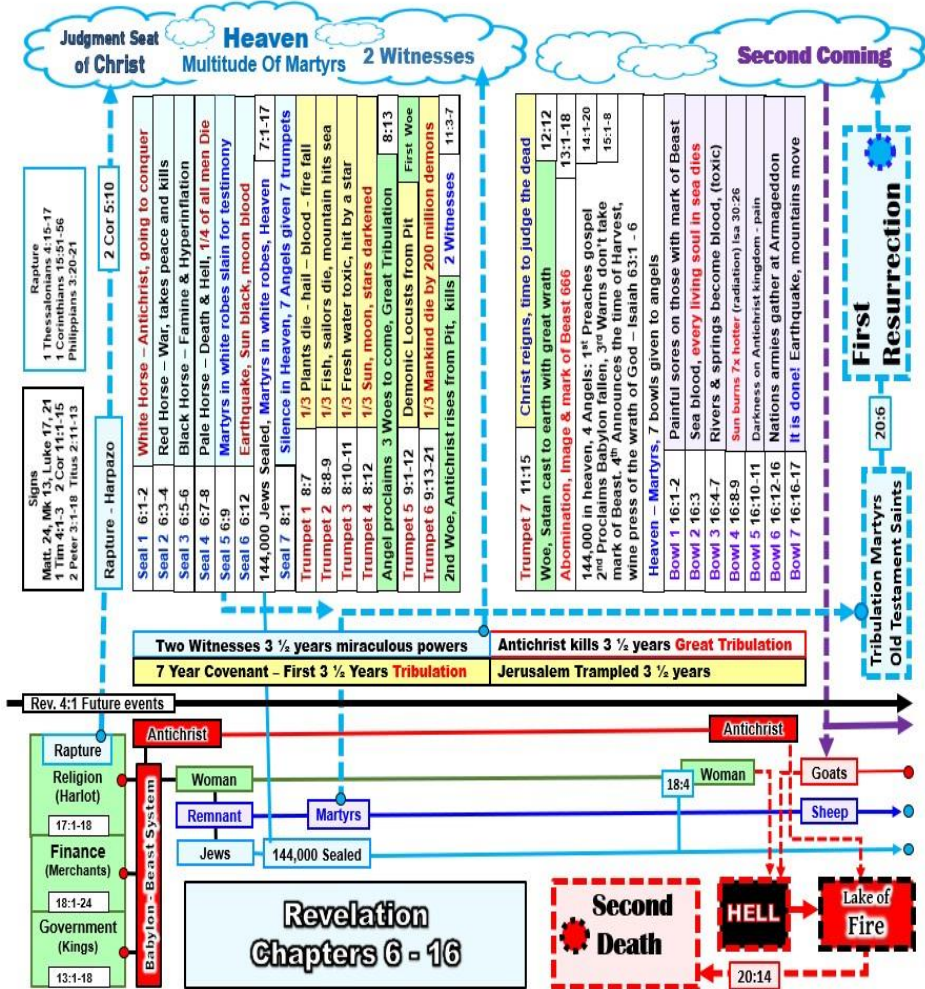 Judgment Seat
of Christ
Heaven
Multitude Of Martyrs
2 Witnesses
Second Coming
Rapture
1 Thessalonians 4:15-17
1 Corinthians 15:51-56
Philippians 3:20-21
2 Cor 5:10
Signs
Matt. 24, Mk 13, Luke 17, 21
1 Tim 4:1-3 2 Cor 11:1-15
2 Peter 3:1-18 Titus 2:11-13
Rapture - Harpazo
Seal 1 6:1-2 White Horse – Antichrist, going to conquer
Seal 2 6:3-4 Red Horse – War, takes peace and kills
Seal 3 6:5-6 Black Horse – Famine & Hyperinflation
Seal 4 6:7-8 Pale Horse – Death & Hell, 1/4 of all men Die
Seal 5 6:9 Martyrs in white robes slain for testimony
Seal 6 6:12 Earthquake, Sun black, moon blood
144,000 Jews Sealed, Martyrs in white robes, Heaven 7:1-17
Seal 7 8:1 Silence in Heaven, 7 Angels given 7 trumpets
Trumpet 1 8:7 1/3 Plants die - hail – blood – fire fall
Trumpet 2 8:8-9 1/3 Fish, sailors die, mountain hits sea
Trumpet 3 8:10-11 1/3 Fresh water toxic, hit by a star
Trumpet 4 8:12 1/3 Sun, moon, stars darkened
Angel proclaims 3 Woes to come, Great Tribulation 8:13
Trumpet 5 9:1-12 Demonic Locusts from Pit First Woe
Trumpet 6 9:13-21 1/3 Mankind die by 200 million demons
2nd Woe, Antichrist rises from Pit, kills 2 Witnesses 11:3-7
Trumpet 7 11:15 Christ reigns, time to judge the dead
Woe, Satan cast to earth with great wrath 12:12
Abomination, Image & mark of Beast 666 13:1-18
144,000 in heaven, 4 Angels; 1st Preaches gospel 14:1-20
2nd Proclaims Babylon fallen, 3rd Warns don't take 15:1-8
mark of Beast. 4th Announces the time of Harvest,
wine press of the wrath of God – Isaiah 63:1 - 6
Heaven – Martyrs, 7 bowls given to angels
Bowl 1 16:1-2 Painful sores on those with mark of Beast
Bowl 2 16:3 Sea blood, every living soul in sea dies
Bowl 3 16:4-7 Rivers & springs become blood, (toxic)
Bowl 4 16:8-9 Sun burns 7x hotter (radiation) Isa 30:26
Bowl 5 16:10-11 Darkness on Antichrist kingdom - pain
Bowl 6 16:12-16 Nations armies gather at Armageddon
Bowl 7 16:16-17 It is done! Earthquake, mountains move
First
Resurrection
20:6
Tribulation Martyrs
Old Testament Saints
Two Witnesses 3 ½ years miraculous powers
Antichrist kills 3 ½ years Great Tribulation
7 Year Covenant – First 3 ½ Years Tribulation
Jerusalem Trampled 3 ½ years
Rev. 4:1 Future events
Rapture
Religion
(Harlot)
17:1-18
Finance
(Merchants)
18:1-24
Government
(Kings)
13:1-18
Babylon - Beast System
Antichrist
Antichrist
Woman
18:4
Woman
Goats
Remnant
Martyrs
Sheep
Jews
144,000 Sealed
Revelation
Chapters 6 - 16
Second
Death
HELL
Lake of
Fire
20:14